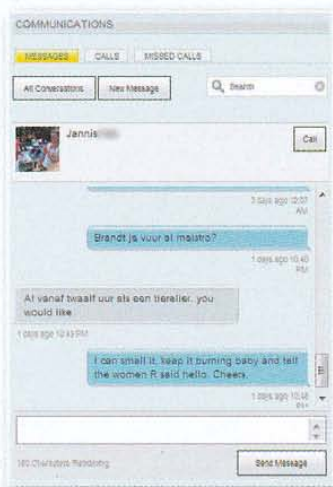 COMMUNICATIONS
MESSAGES CALLS MISSED CALLS
All Conversations New Message Search
Jannis
Call
3 days ago 12:07
AM
Brandt je vuur al maistro?
1 days ago 10:40
PM
Al vanaf twaalf uur als een tierelier. you
would like
1 days ago 10:43 PM
I can smell it, keep it burning baby and tell
the women R said hello. Cheers.
1 days ago 10:48
PM
160 Characters Remaining Send Message